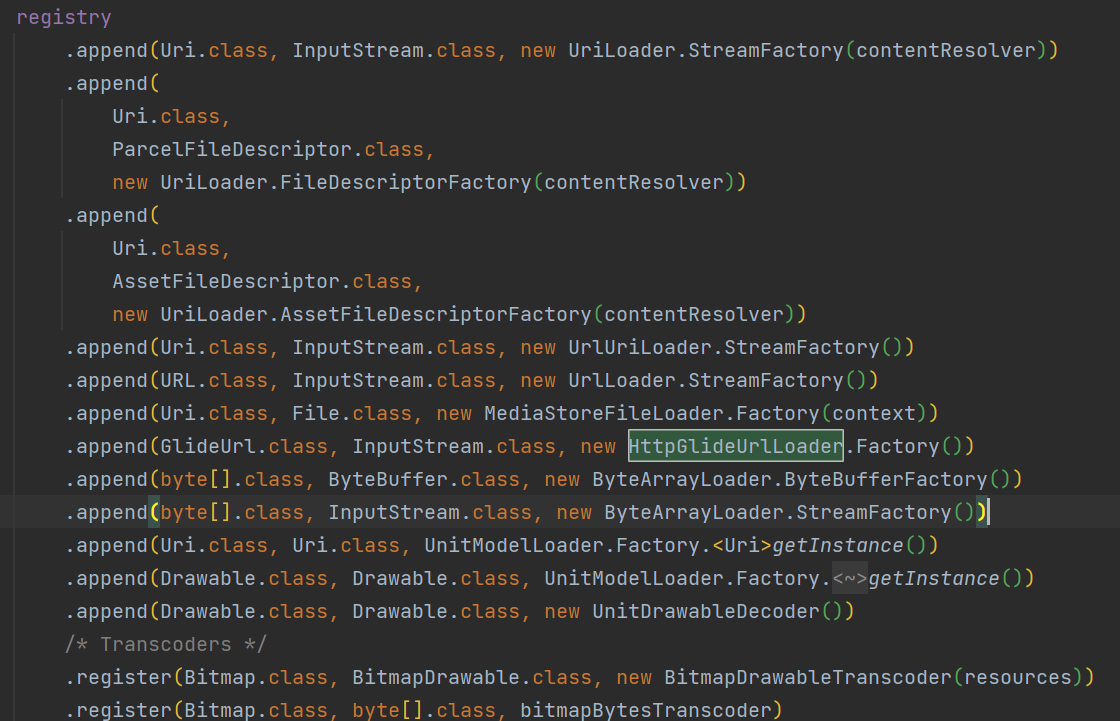 registry
.append(Uri.class, InputStream.class, new UriLoader.StreamFactory(contentResolver))
.append(
Uri.class,
ParcelFileDescriptor.class,
new UriLoader.FileDescriptorFactory(contentResolver))
.append(
Uri.class,
AssetFileDescriptor.class,
new UriLoader.AssetFileDescriptorFactory(contentResolver))
.append(Uri.class, InputStream.class, new UrlUriLoader.StreamFactory())
.append(URL.class, InputStream.class, new UrlLoader.StreamFactory())
.append(Uri.class, File.class, new MediaStoreFileLoader.Factory(context))
.append(GlideUrl.class, InputStream.class, new HttpGlideUrlLoader.Factory())
.append(byte[].class, ByteBuffer.class, new ByteArrayLoader.ByteBufferFactory())
.append(byte[].class, InputStream.class, new ByteArrayLoader.StreamFactory())
.append(Uri.class, Uri.class, UnitModelLoader.Factory.<Uri>getInstance())
.append(Drawable.class, Drawable.class, UnitModelLoader.Factory.<~>getInstance())
.append(Drawable.class, Drawable.class, new UnitDrawableDecoder())
/* Transcoders */
.register(Bitmap.class, BitmapDrawable.class, new BitmapDrawableTranscoder(resources))
.register(Bitmap.class, byte[].class, bitmapBytesTranscoder)